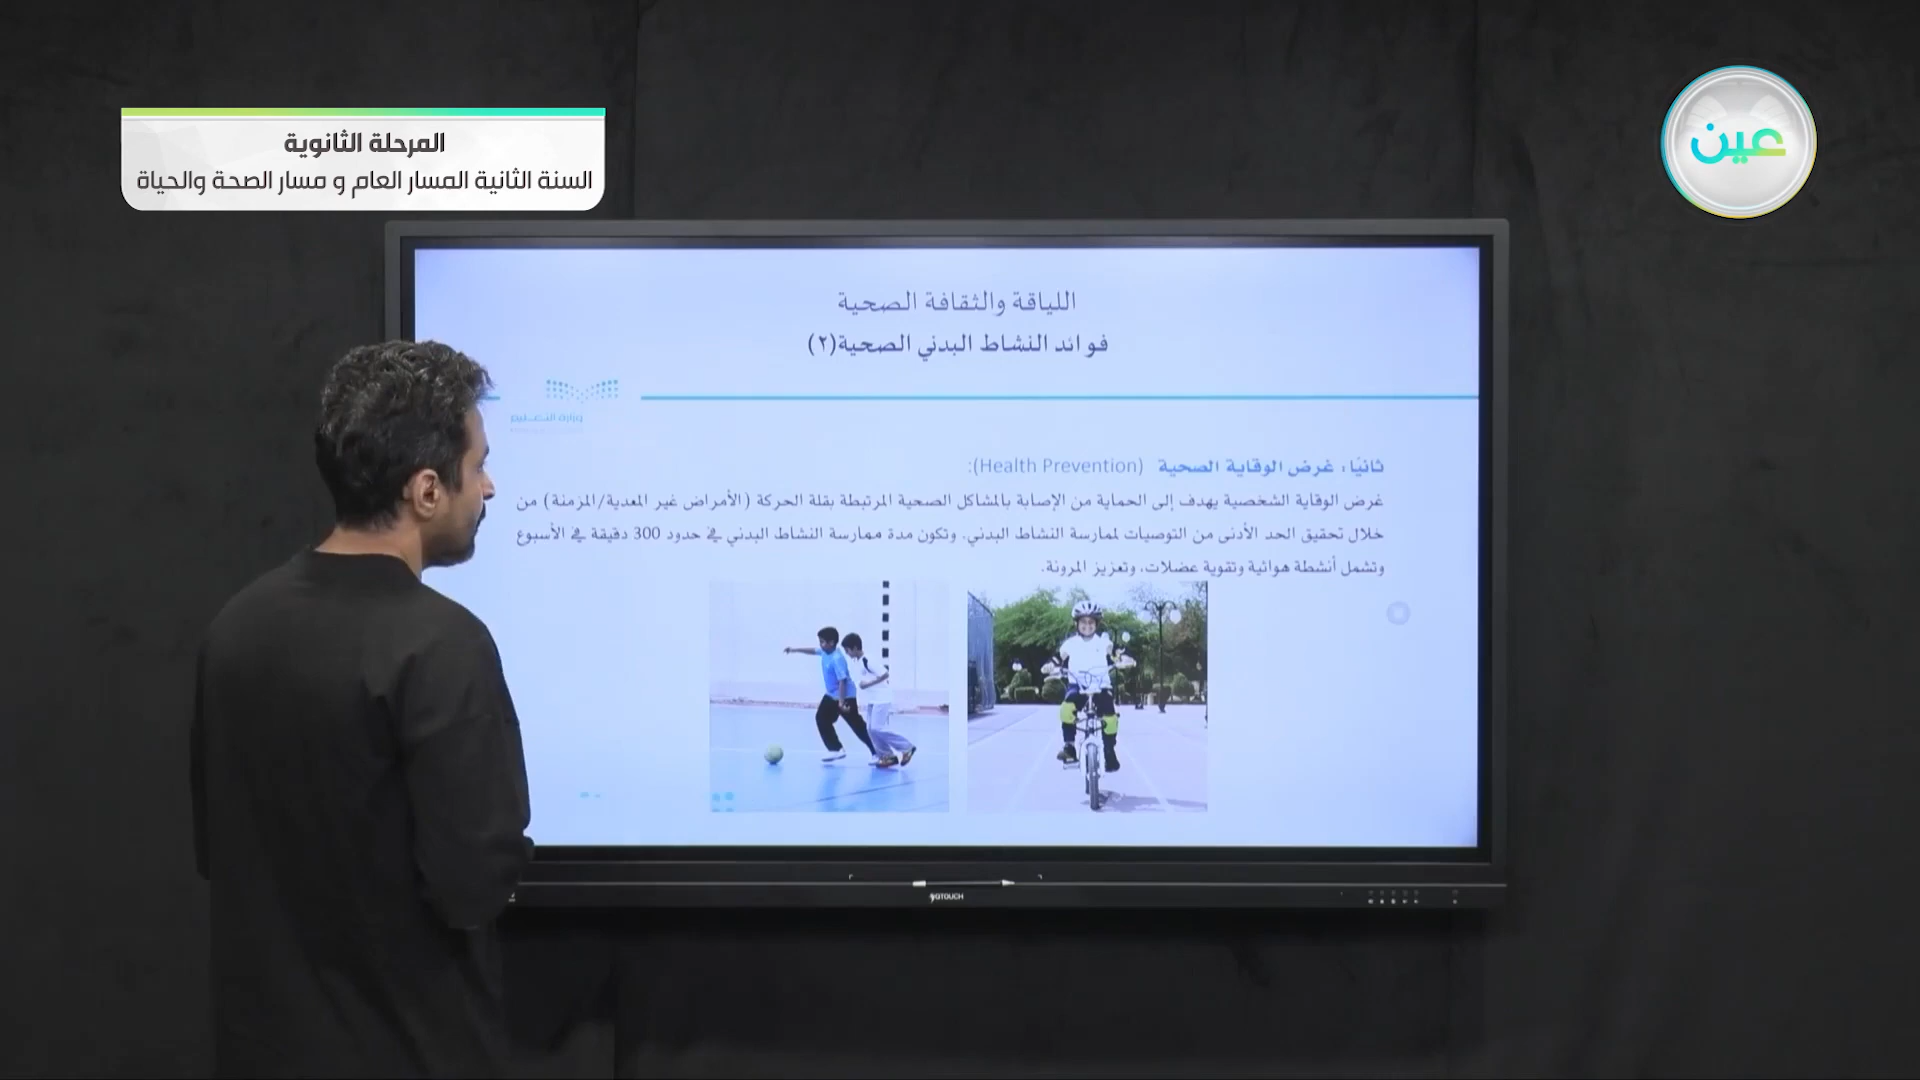 المرحلة الثانوية
السنة الثانية المسار العام و مسار الصحة والحياة
عين
اللياقة والثقافة الصحية
فوائد النشاط البدني الصحية(٢)
وزارة التعليم
ثانيًا: غرض الوقاية الصحية (Health Prevention):
غرض الوقاية الشخصية يهدف إلى الحماية من الإصابة بالمشاكل الصحية المرتبطة بقلة الحركة (الأمراض غير المعدية/المزمنة) من
خلال تحقيق الحد الأدنى من التوصيات لممارسة النشاط البدني. وتكون مدة ممارسة النشاط البدني في حدود 300 دقيقة في الأسبوع
وتشمل أنشطة هوائية وتقوية عضلات، وتعزيز المرونة.
QTOUCH